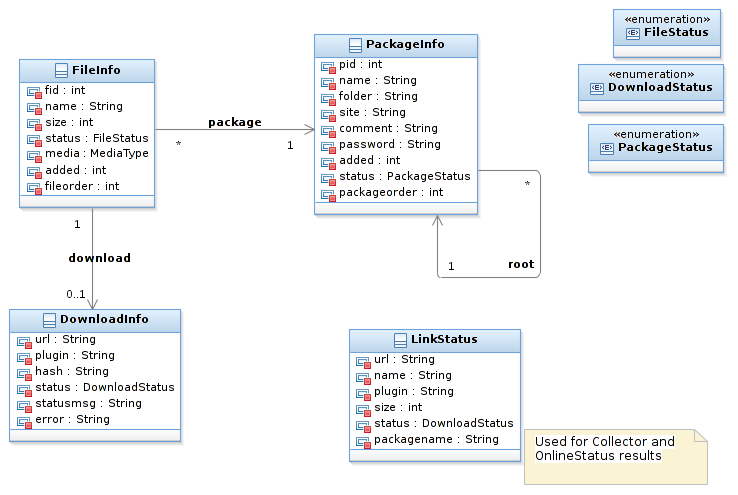 FileInfo
fid : int
name : String
size : int
status : FileStatus
media : MediaType
added : int
fileorder : int
package
*
1
PackageInfo
pid : int
name : String
folder : String
site : String
comment : String
password : String
added : int
status : PackageStatus
packageorder : int
*
1
root
«enumeration»
FileStatus
«enumeration»
DownloadStatus
«enumeration»
PackageStatus
1
download
0..1
DownloadInfo
url : String
plugin : String
hash : String
status : DownloadStatus
statusmsg : String
error : String
LinkStatus
url : String
name : String
plugin : String
size : int
status : DownloadStatus
packagename : String
Used for Collector and
OnlineStatus results